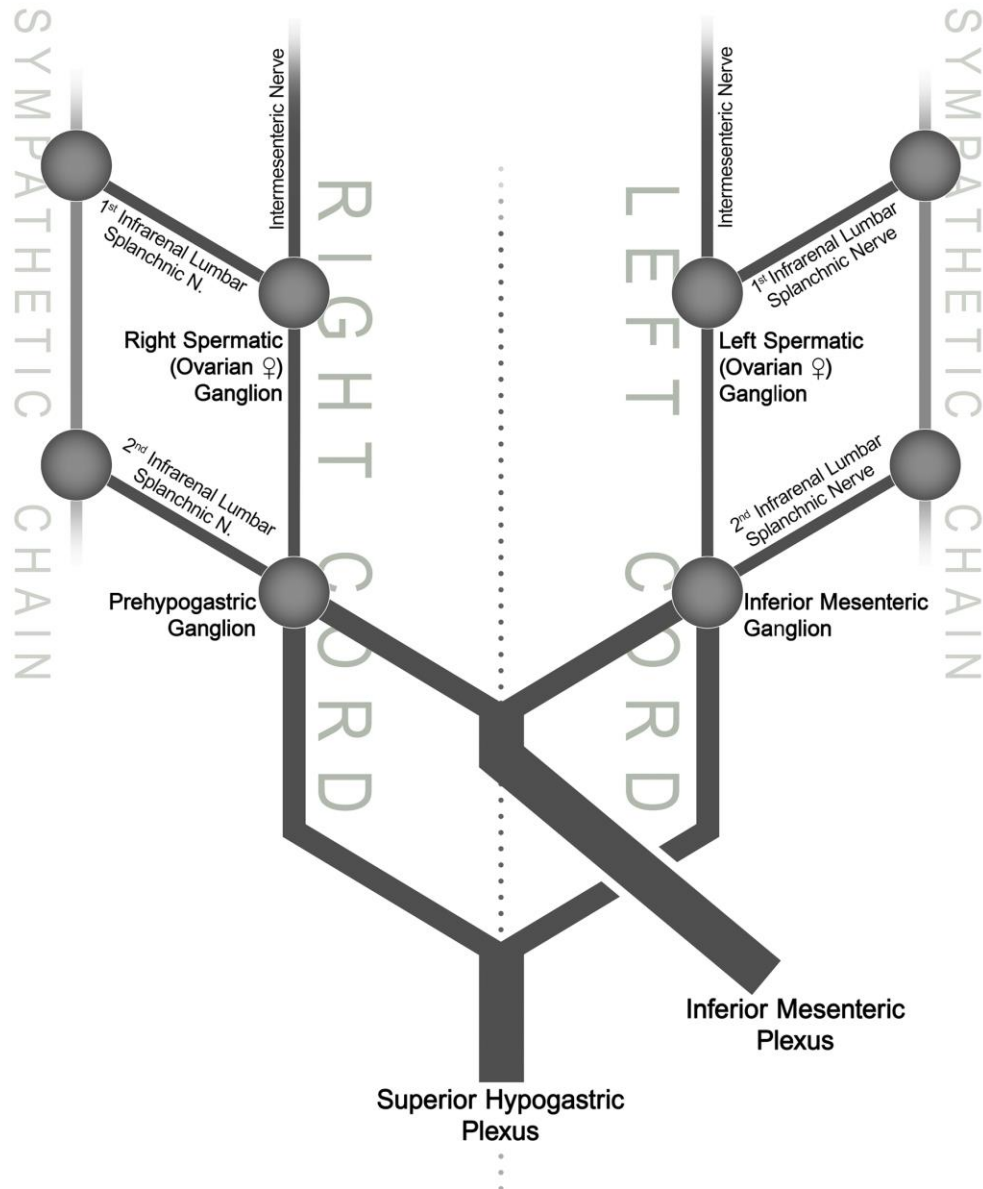 SYMPATHETIC CHAIN
Intermesenteric Nerve
Intermesenteric Nerve
SYMPATHETIC CHAIN
RIGHT CORD
LEFT CORD
1st Infrarenal Lumbar
Splanchnic N.
1st Infrarenal Lumbar
Splanchnic Nerve
Right Spermatic
(Ovarian ♀)
Ganglion
Left Spermatic
(Ovarian ♀)
Ganglion
2nd Infrarenal Lumbar
Splanchnic N.
2nd Infrarenal Lumbar
Splanchnic Nerve
Prehypogastric
Ganglion
Inferior Mesenteric
Ganglion
Inferior Mesenteric
Plexus
Superior Hypogastric
Plexus